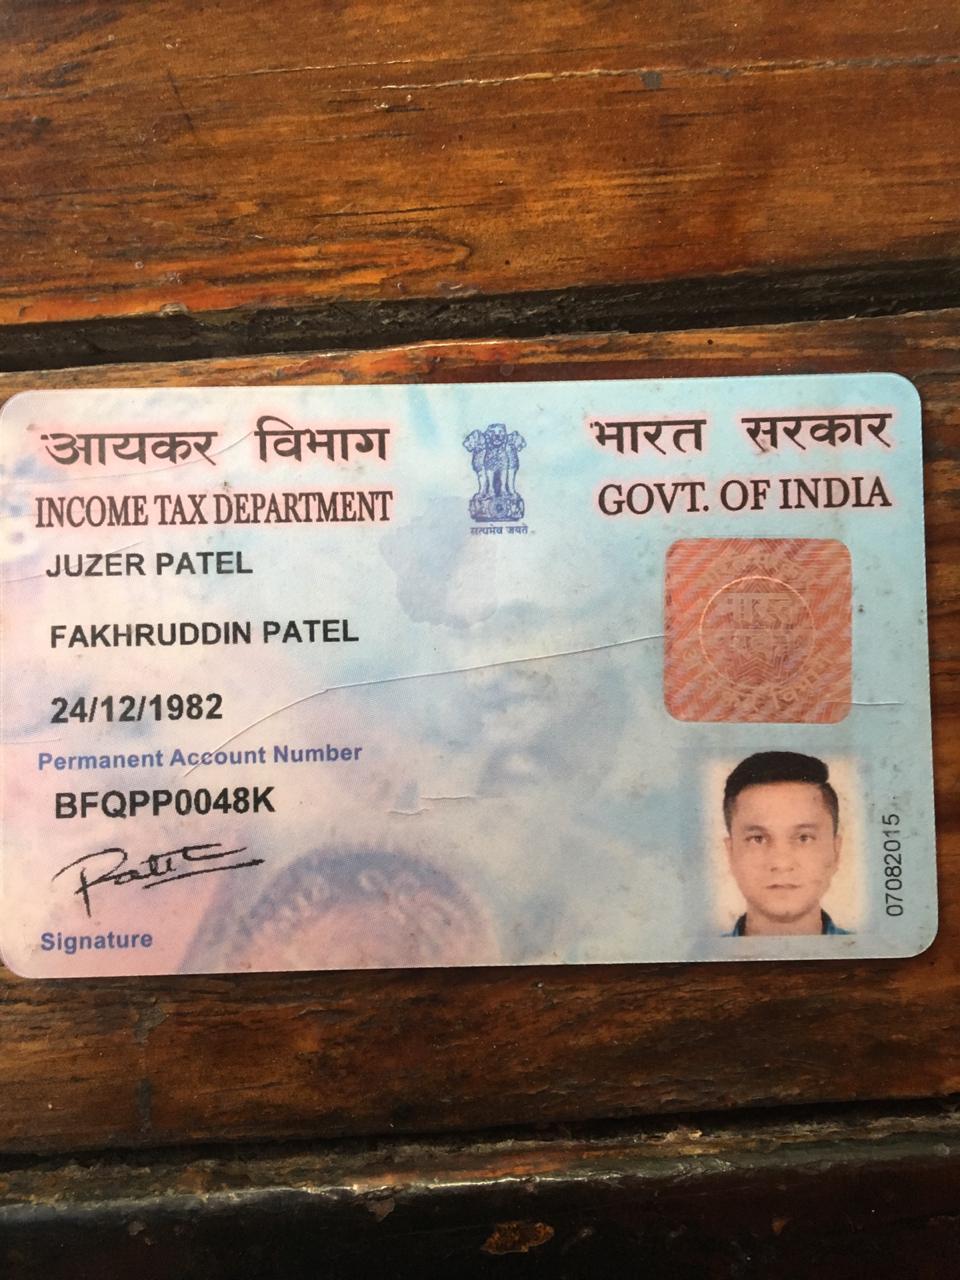 आयकर विभाग
INCOME TAX DEPARTMENT
भारत सरकार
GOVT. OF INDIA
सत्यमेव जयते
JUZER PATEL
FAKHRUDDIN PATEL
24/12/1982
Permanent Account Number
BFQPP0048K
Patel
Signature
07082015